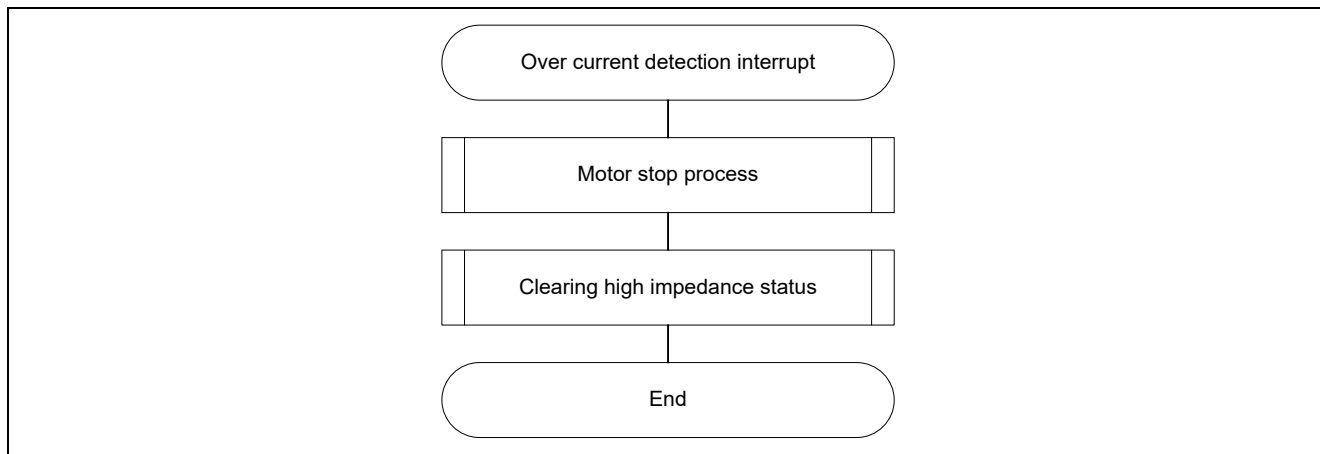 Over current detection interrupt
Motor stop process
Clearing high impedance status
End